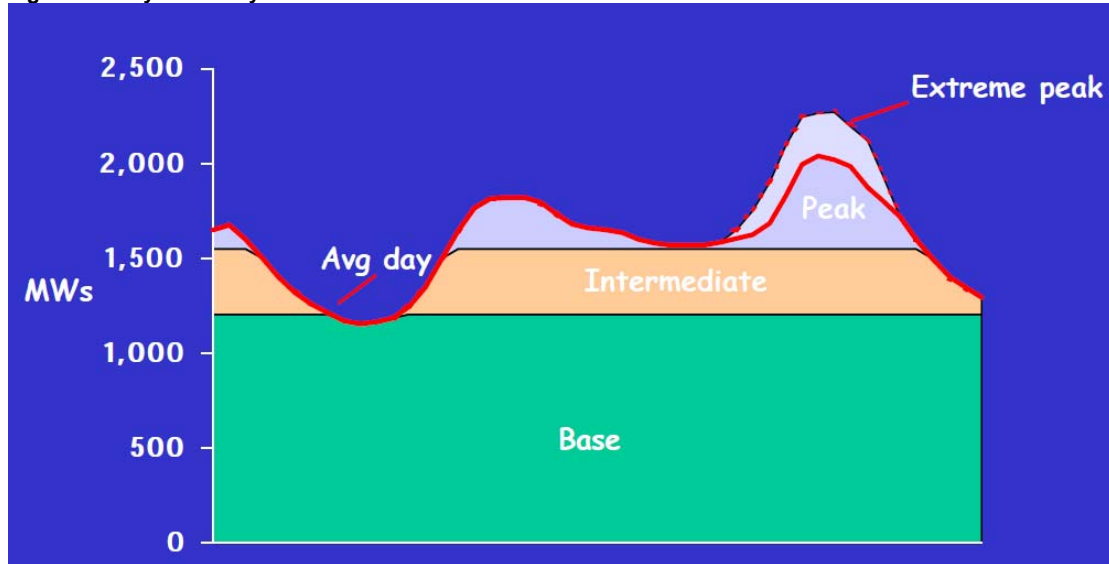 2,500
Extreme peak
2,000
Peak
1,500
Avg day
Intermediate
MWs
1,000
500
Base
0